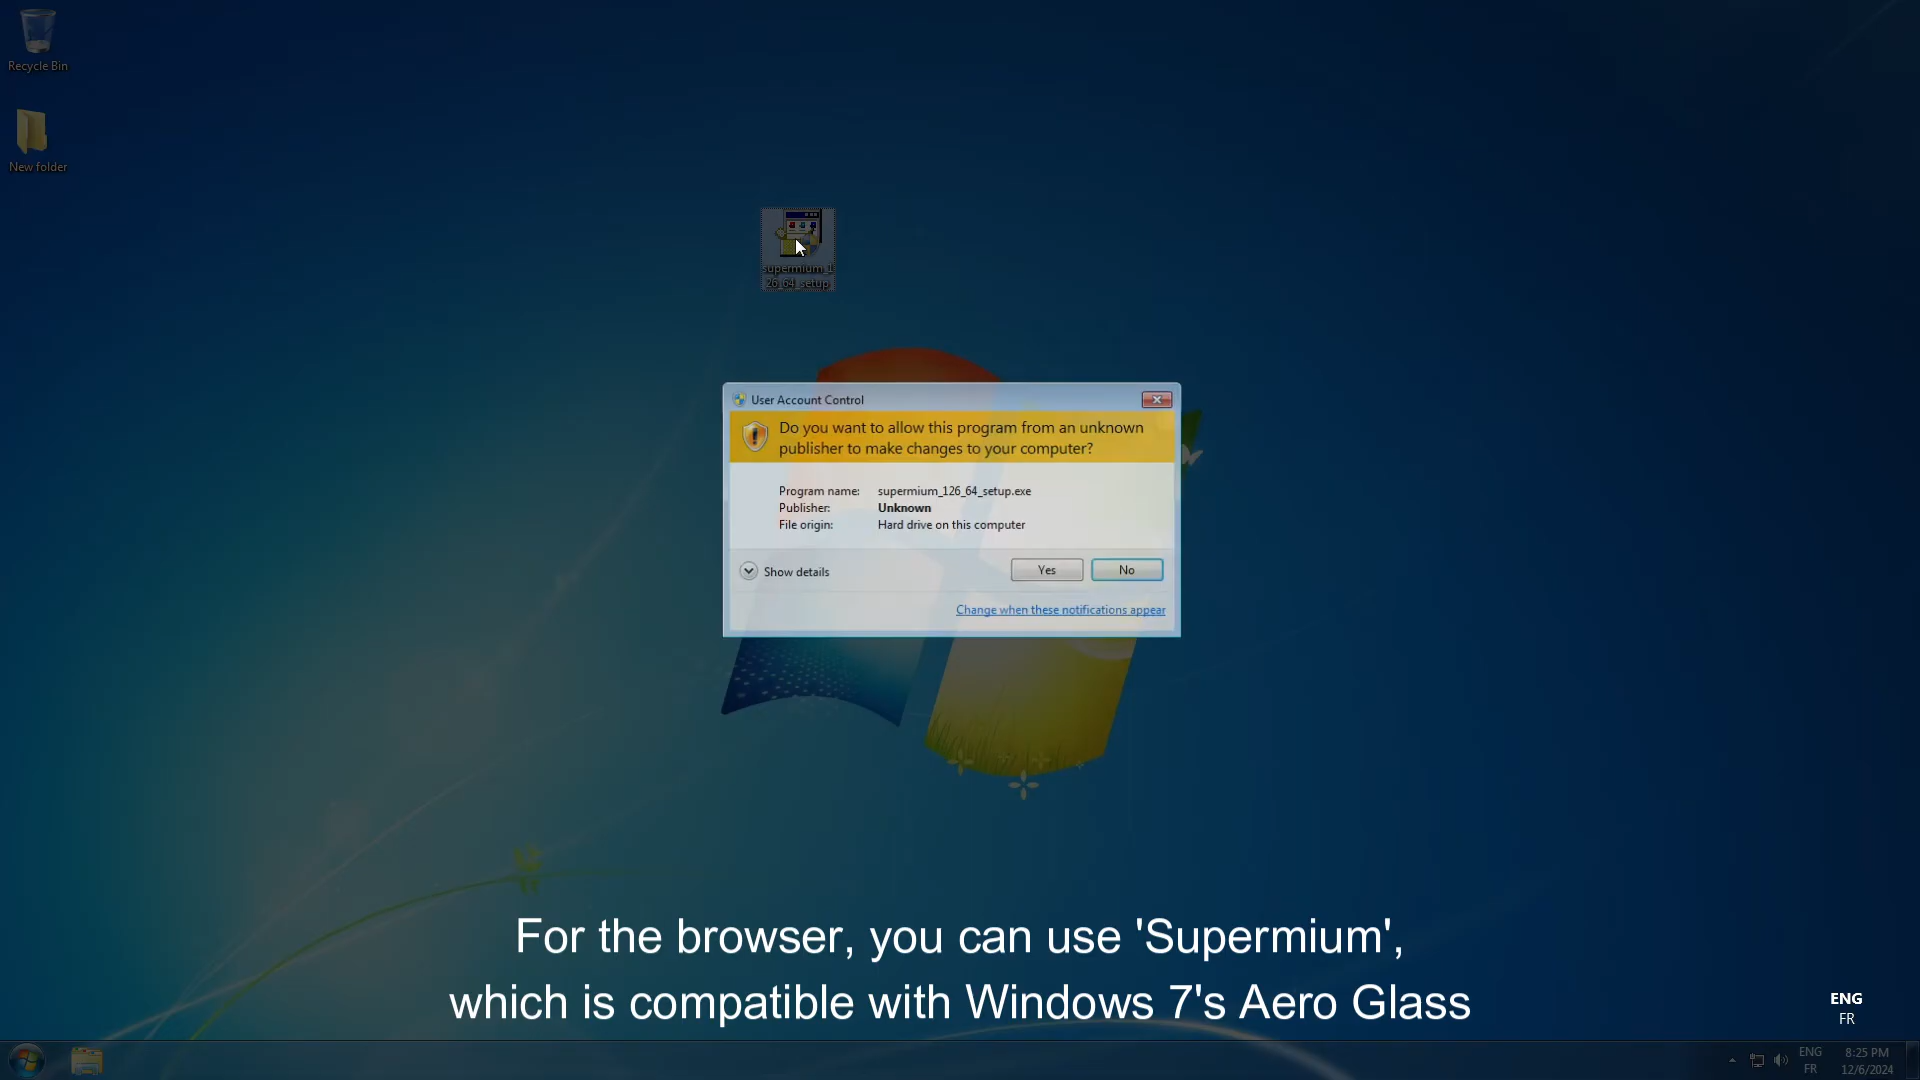 Recycle Bin
New folder
supermium_1
26_64_setup
User Account Control
Do you want to allow this program from an unknown
publisher to make changes to your computer?
Program name: supermium_126_64_setup.exe
Publisher: Unknown
File origin: Hard drive on this computer
Show details
Yes
No
Change when these notifications appear
For the browser, you can use 'Supermium',
which is compatible with Windows 7's Aero Glass
ENG
FR
ENG
FR
8:25 PM
12/6/2024